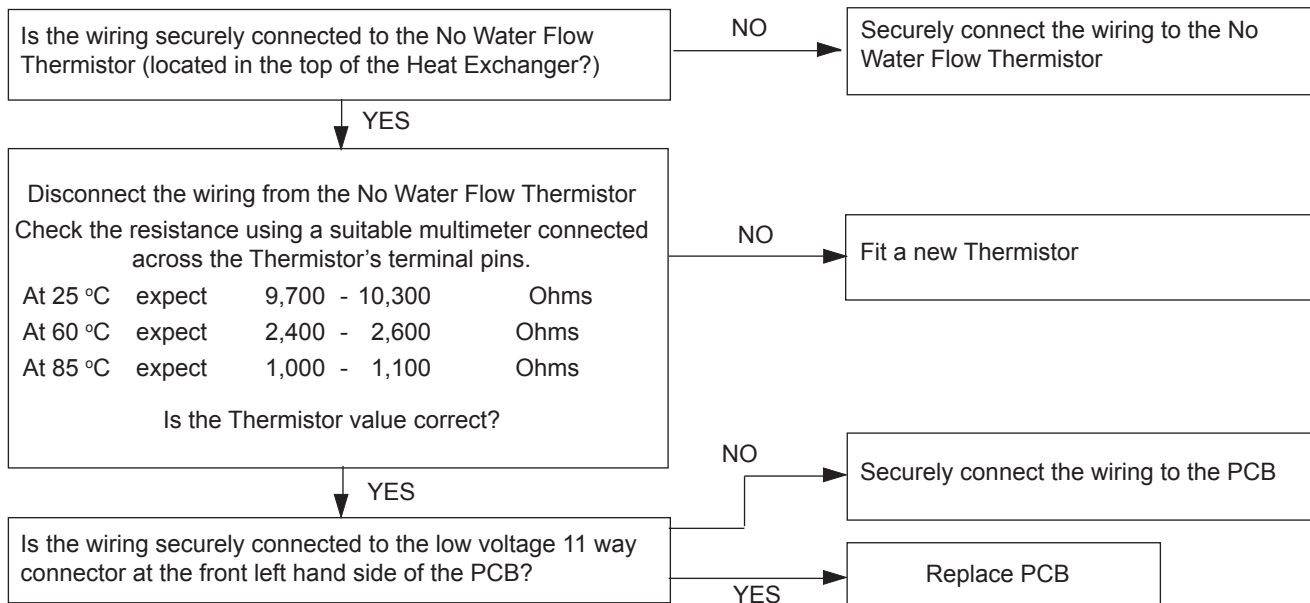 Is the wiring securely connected to the No Water Flow
Thermistor (located in the top of the Heat Exchanger?)
NO
Securely connect the wiring to the No
Water Flow Thermistor
YES
Disconnect the wiring from the No Water Flow Thermistor
Check the resistance using a suitable multimeter connected
across the Thermistor's terminal pins.
At 25 °C expect 9,700 - 10,300 Ohms
At 60 °C expect 2,400 - 2,600 Ohms
At 85 °C expect 1,000 - 1,100 Ohms
Is the Thermistor value correct?
NO
Fit a new Thermistor
YES
Is the wiring securely connected to the low voltage 11 way
connector at the front left hand side of the PCB?
NO
Securely connect the wiring to the PCB
YES
Replace PCB